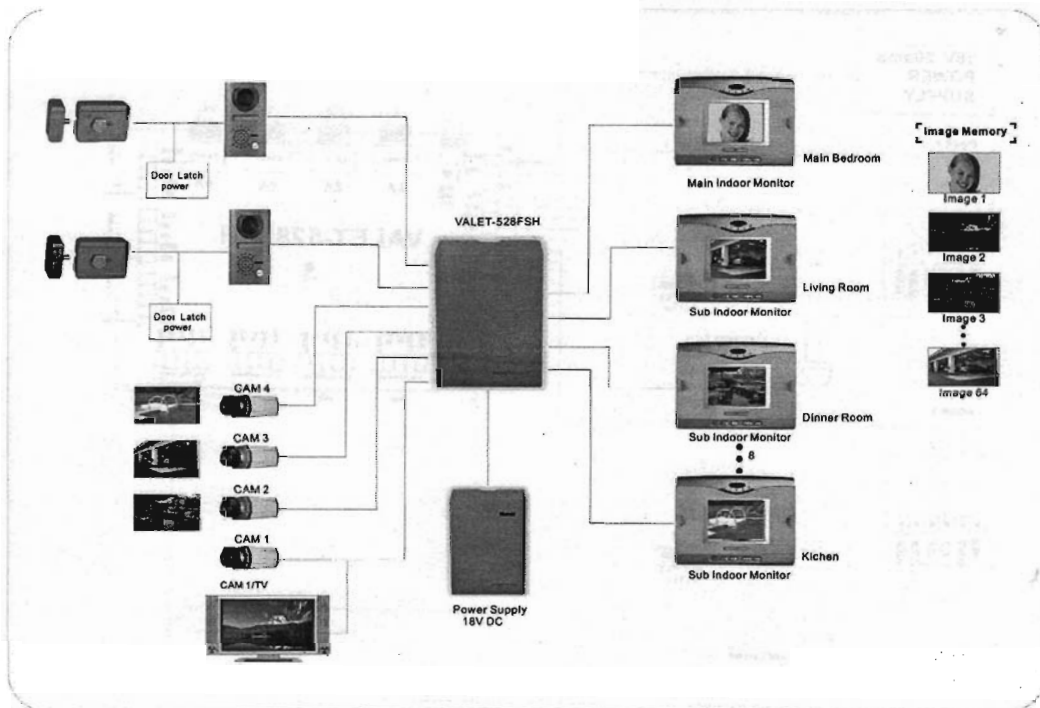 Door Latch
power
Door Latch
power
CAM 4
CAM 3
CAM 2
CAM 1
CAM 1/TV
VALET-528FSH
Power Supply
18V DC
Main Bedroom
Main Indoor Monitor
Living Room
Sub Indoor Monitor
Dinner Room
Sub Indoor Monitor
8
Kichen
Sub Indoor Monitor
Image Memory
Image 1
Image 2
Image 3
Image 64